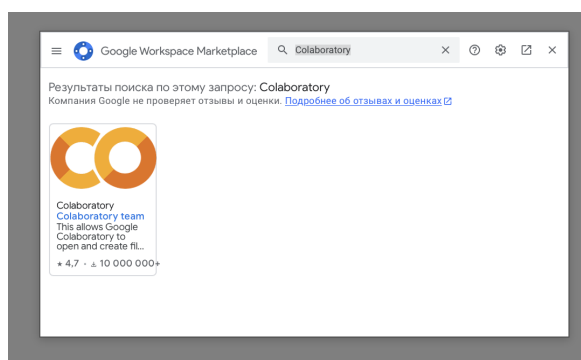 Google Workspace Marketplace
Colaboratory
Результаты поиска по этому запросу: Colaboratory
Компания Google не проверяет отзывы и оценки. Подробнее об отзывах и оценках
Colaboratory
Colaboratory team
This allows Google
Colaboratory to
open and create fil...
4,7 · 10 000 000+